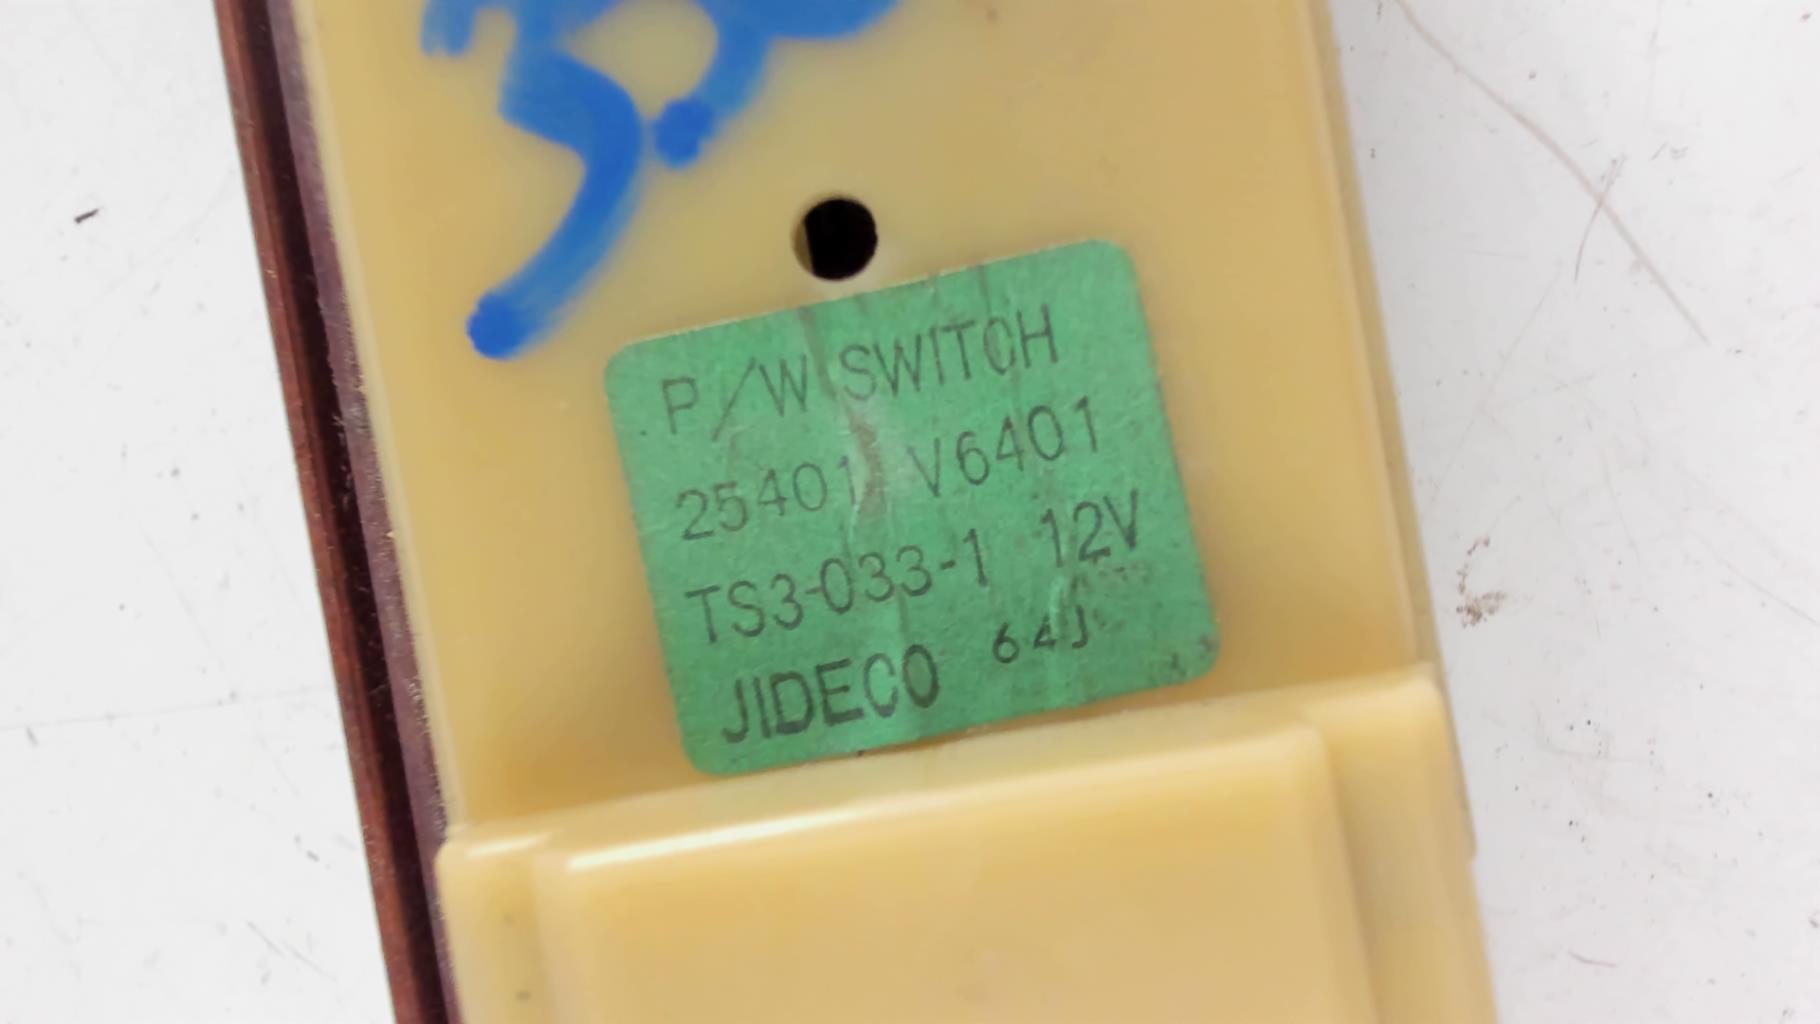 P/W SWITCH
25401 V6401
TS3-033-1 12V
JIDECO 64J